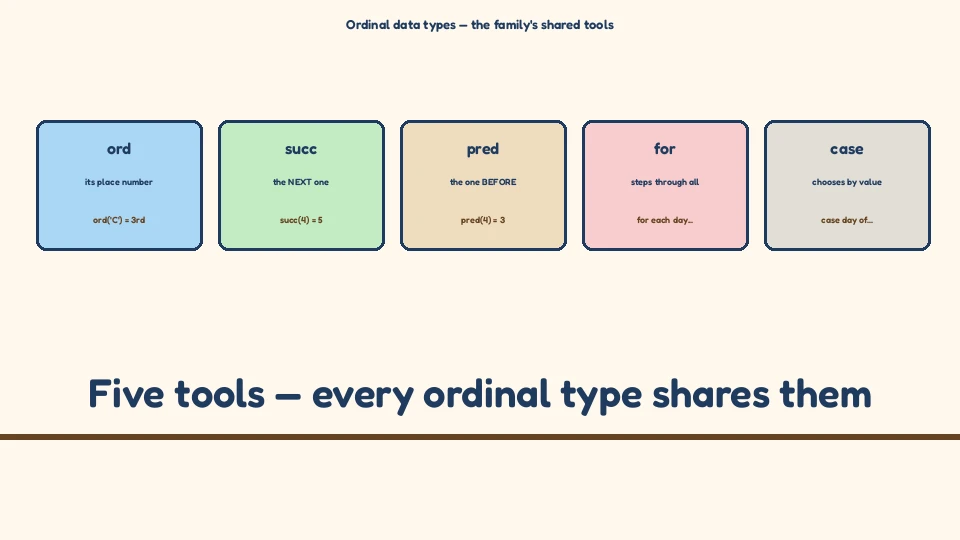 Ordinal data types — the family's shared tools
ord
its place number
ord('C') = 3rd
succ
the NEXT one
succ(4) = 5
pred
the one BEFORE
pred(4) = 3
for
steps through all
for each day...
case
chooses by value
case day of...
Five tools — every ordinal type shares them